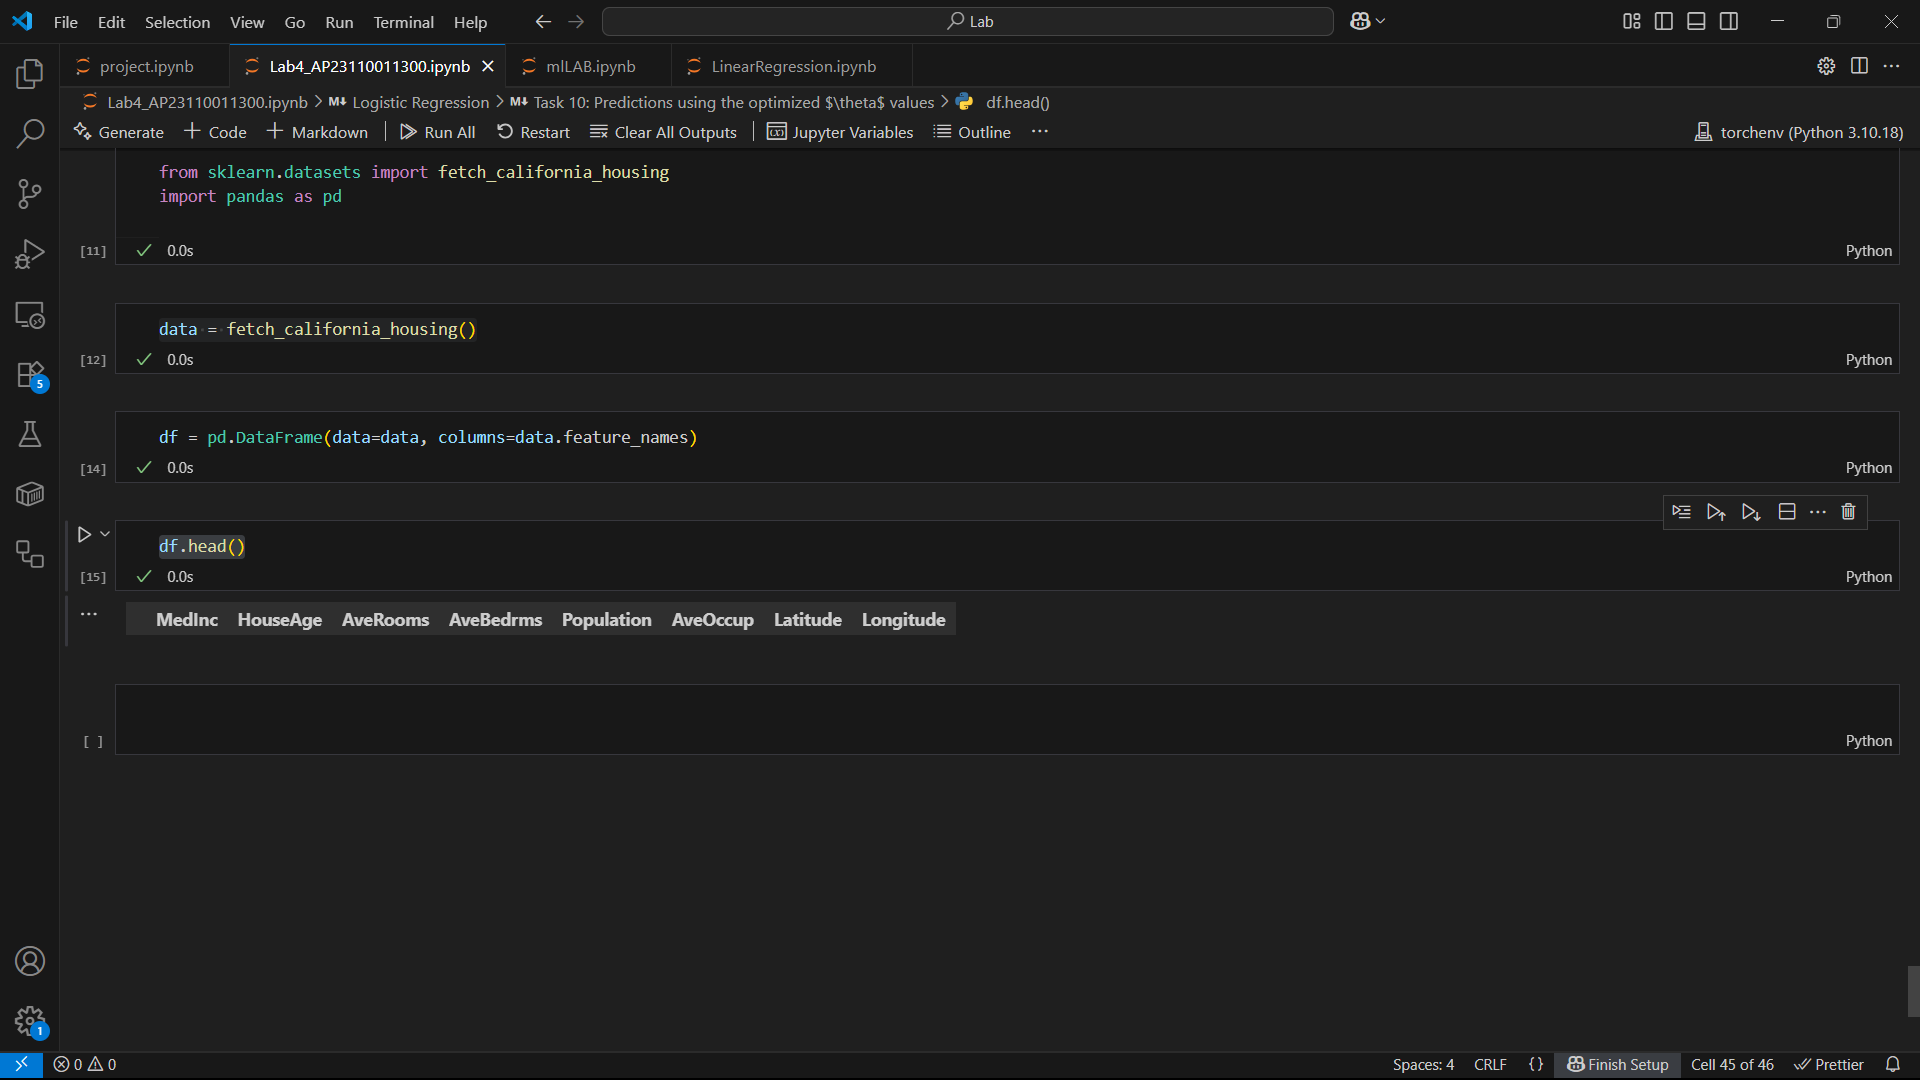 File Edit Selection View Go Run Terminal Help Lab
project.ipynb Lab4_AP23110011300.ipynb mlLAB.ipynb LinearRegression.ipynb
Lab4_AP23110011300.ipynb > M↓ Logistic Regression > M↓ Task 10: Predictions using the optimized $\theta$ values > df.head()
Generate + Code + Markdown Run All Restart Clear All Outputs Jupyter Variables Outline ... torchenv (Python 3.10.18)
from sklearn.datasets import fetch_california_housing
import pandas as pd
[11] 0.0s Python
data = fetch_california_housing()
[12] 0.0s Python
df = pd.DataFrame(data=data, columns=data.feature_names)
[14] 0.0s Python
df.head()
[15] 0.0s Python
MedInc HouseAge AveRooms AveBedrms Population AveOccup Latitude Longitude
[ ] Python
5
1
0 0 Spaces: 4 CRLF {} Finish Setup Cell 45 of 46 Prettier